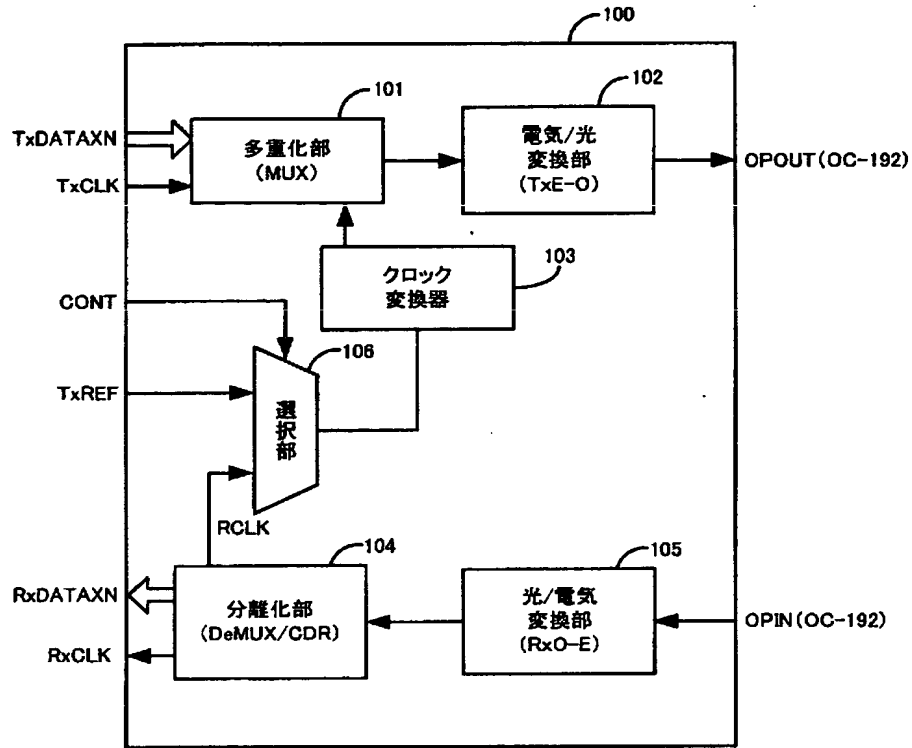 100
101
102
TxDATAXN
多重化部
(MUX)
電気/光
変換部
(TxE-O)
OPOUT(OC-192)
TxCLK
103
クロック
変換器
CONT
106
TxREF
選択部
RCLK
104
105
RxDATAXN
分離化部
(DeMUX/CDR)
光/電気
変換部
(RxO-E)
OPIN(OC-192)
RxCLK